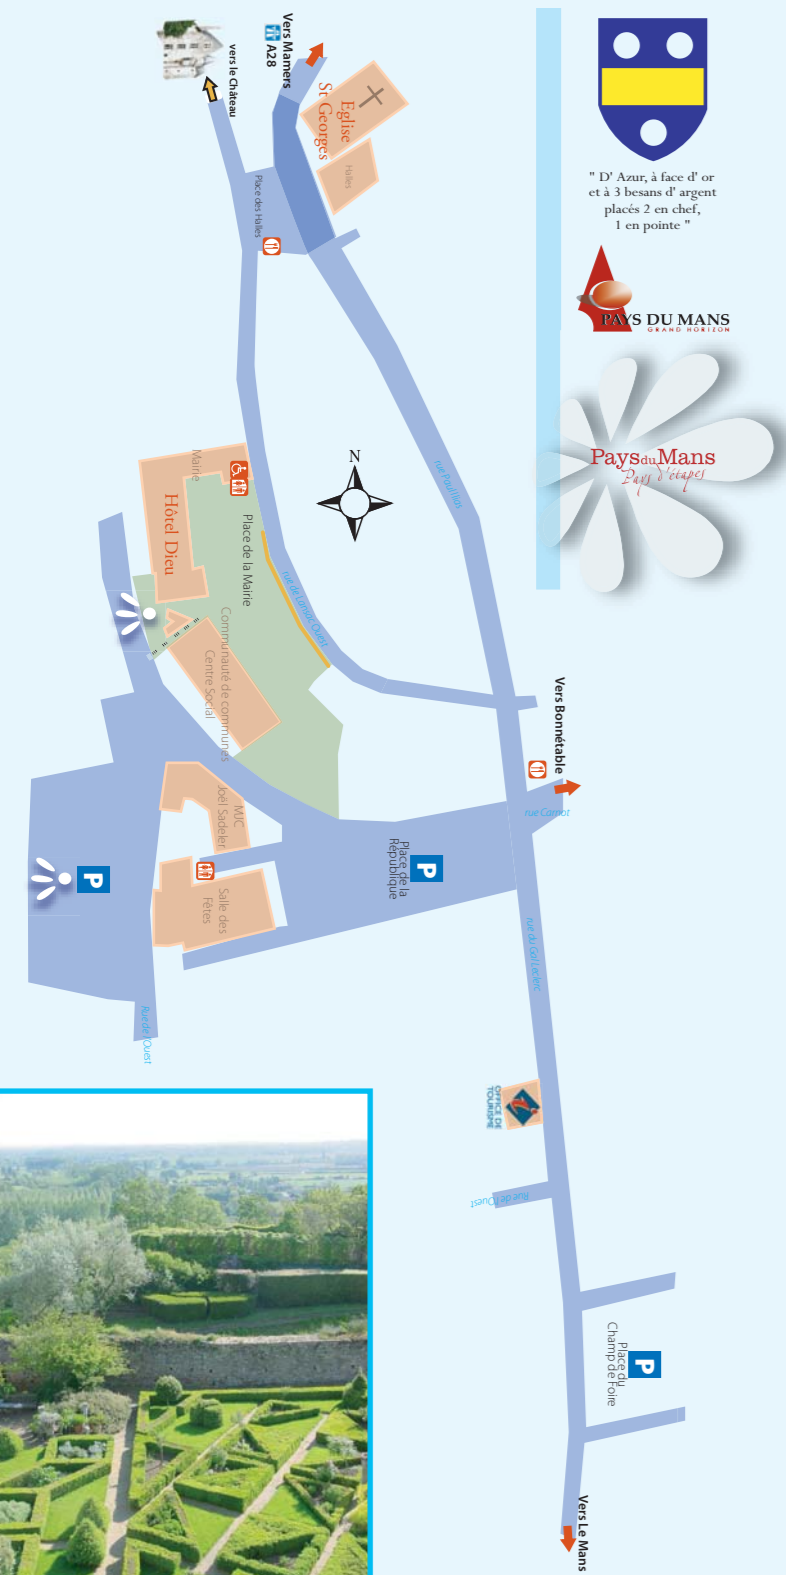 " D' Azur, à face d' or
et à 3 besans d' argent
placés 2 en chef,
1 en pointe "
PAYS DU MANS
GRAND HORIZON
PaysduMans
Pays d'étapes
Vers Mamers
A28
vers le Château
Eglise
St Georges
Halles
Place des Halles
N
rue Poullilas
Mairie
Hôtel Dieu
Place de la Mairie
rue de Lansac Ouest
Communauté de communes
Centre Social
Vers Bonnétable
rue Carnot
MJC
Joël Sadeler
Salle des
Fêtes
P
Place de la
République
P
rue du Gal Leclerc
Rue de l'Ouest
OFFICE DE
TOURISME
Rue de l'Ouest
P
Place du
Champ de Foire
Vers Le Mans